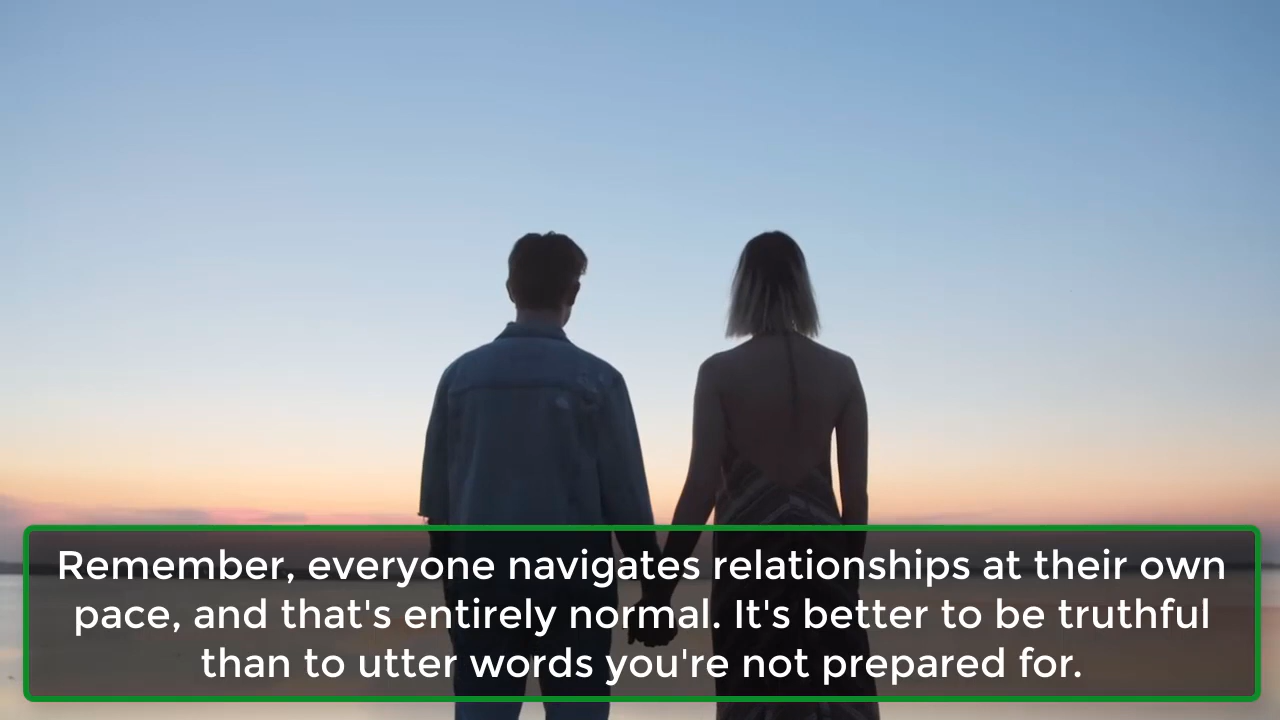 Remember, everyone navigates relationships at their own
pace, and that's entirely normal. It's better to be truthful
than to utter words you're not prepared for.